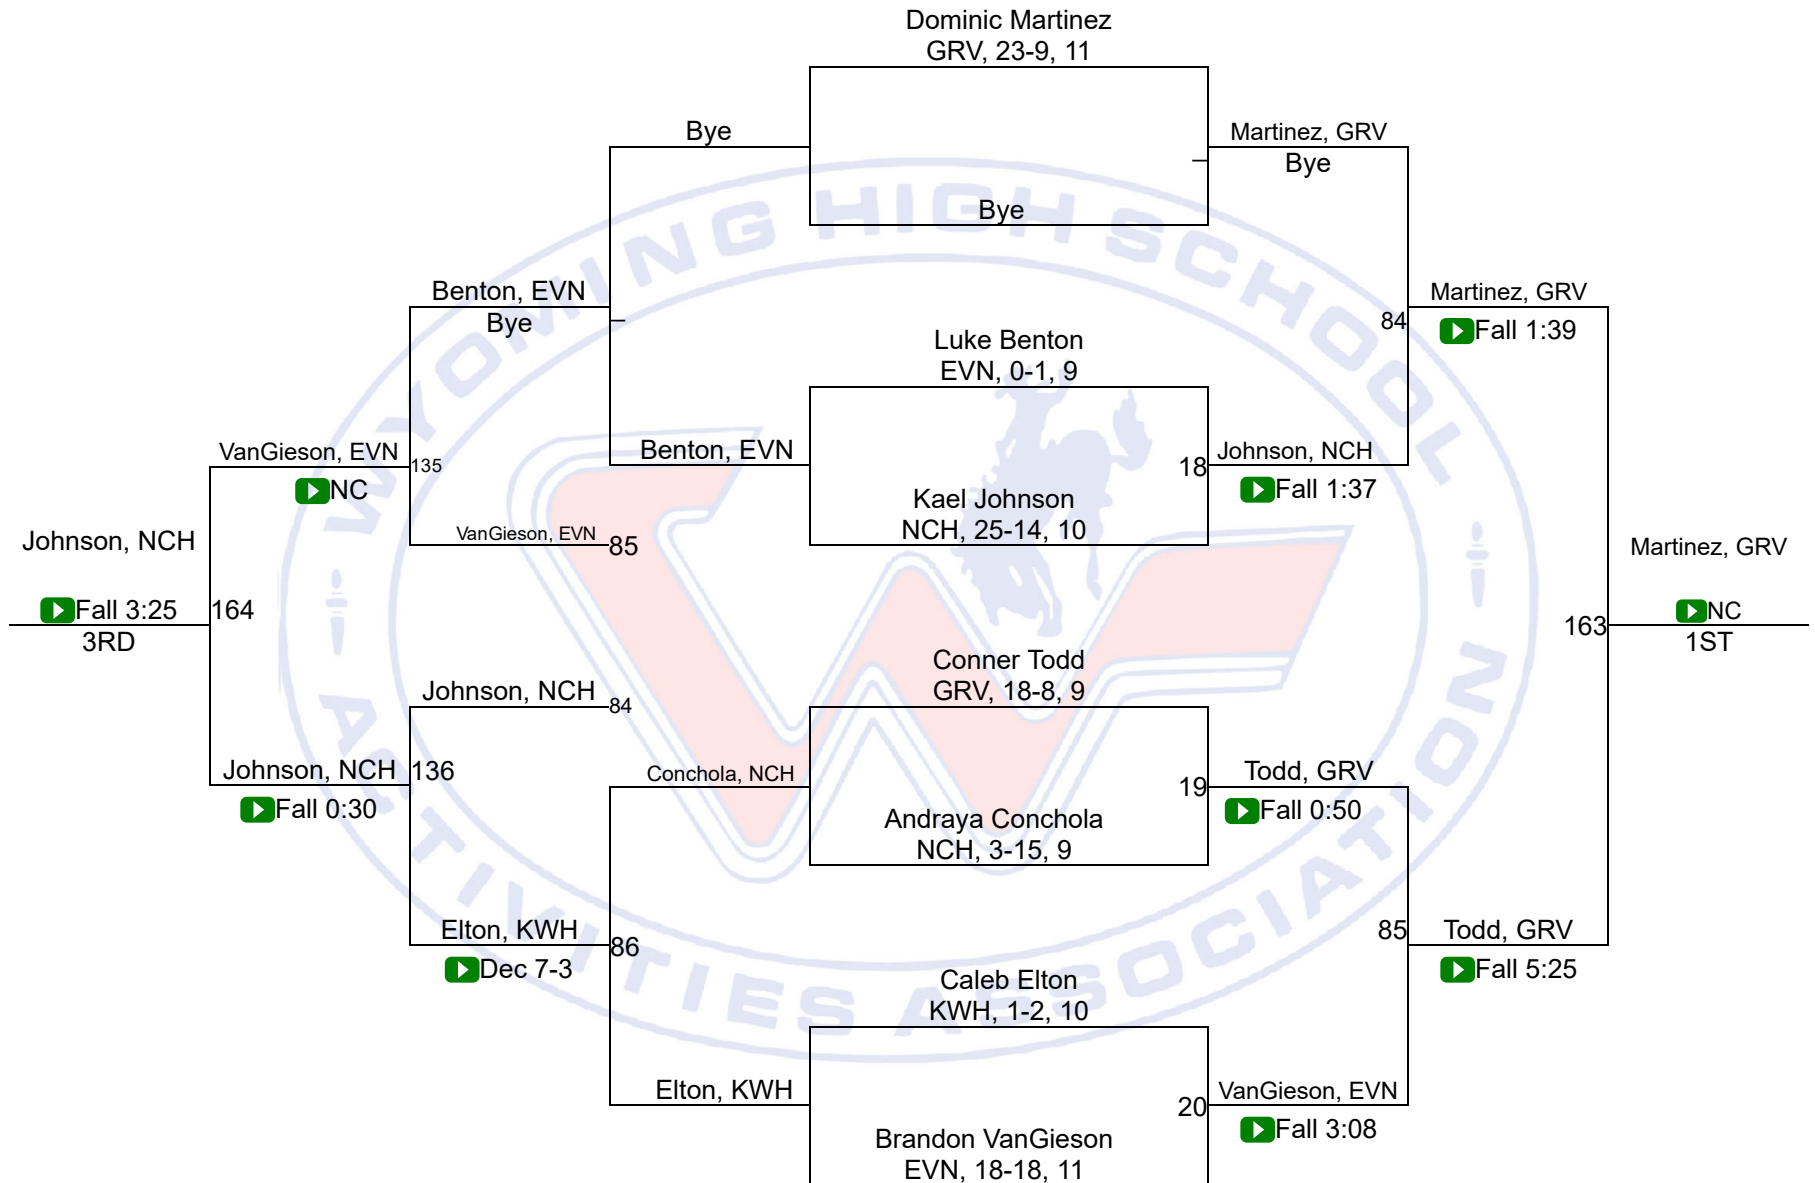 Dominic Martinez
GRV, 23-9, 11
Bye
Martinez, GRV
Bye
Bye
Benton, EVN
Bye
Martinez, GRV
84
Fall 1:39
Luke Benton
EVN, 0-1, 9
VanGieson, EVN
135
NC
Benton, EVN
18
Johnson, NCH
Fall 1:37
Kael Johnson
NCH, 25-14, 10
VanGieson, EVN
85
Johnson, NCH
Fall 3:25
164
3RD
Martinez, GRV
163
NC
1ST
Conner Todd
GRV, 18-8, 9
Johnson, NCH
84
Johnson, NCH
136
Fall 0:30
Conchola, NCH
19
Todd, GRV
Fall 0:50
Andraya Conchola
NCH, 3-15, 9
Elton, KWH
86
Dec 7-3
85
Todd, GRV
Fall 5:25
Caleb Elton
KWH, 1-2, 10
Elton, KWH
20
VanGieson, EVN
Fall 3:08
Brandon VanGieson
EVN, 18-18, 11
WYOMING HIGH SCHOOL
ACTIVITIES ASSOCIATION